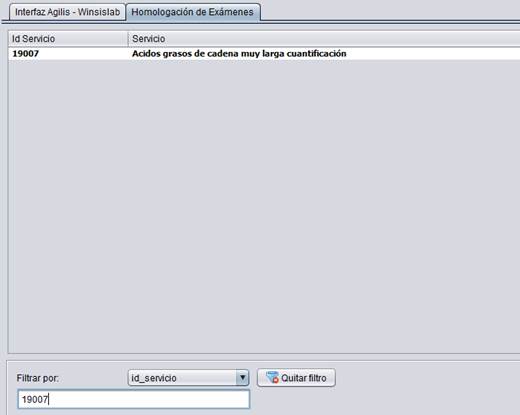 Interfaz Agilis - Winsislab Homologación de Exámenes
Id Servicio Servicio
19007 Acidos grasos de cadena muy larga cuantificación
Filtrar por: id_servicio Quitar filtro
19007